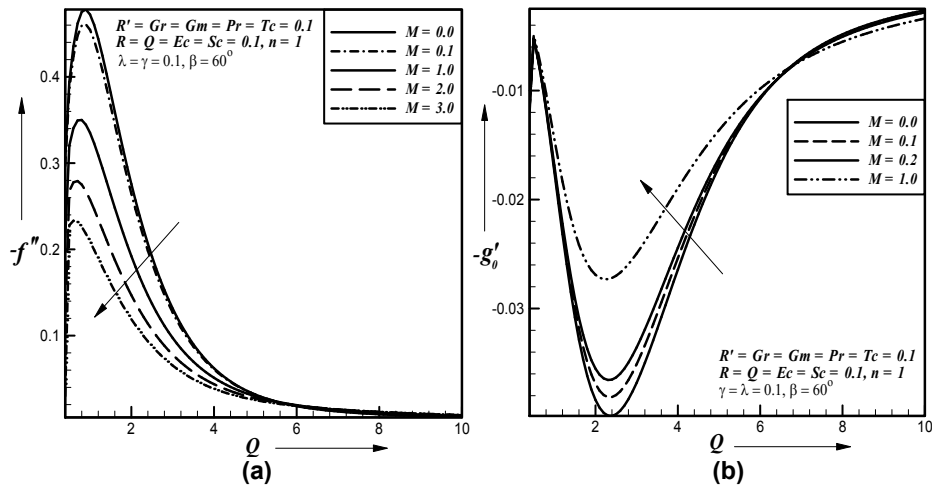 R' = Gr = Gm = Pr = Tc = 0.1
R = Q = Ec = Sc = 0.1, n = 1
λ = γ = 0.1, β = 60°
M = 0.0
M = 0.1
M = 1.0
M = 2.0
M = 3.0
0.4
0.3
0.2
0.1
-f''
2
4
6
8
10
Q
(a)
-0.01
-0.02
-0.03
-g'₀
M = 0.0
M = 0.1
M = 0.2
M = 1.0
R' = Gr = Gm = Pr = Tc = 0.1
R = Q = Ec = Sc = 0.1, n = 1
γ = λ = 0.1, β = 60°
2
4
6
8
10
Q
(b)